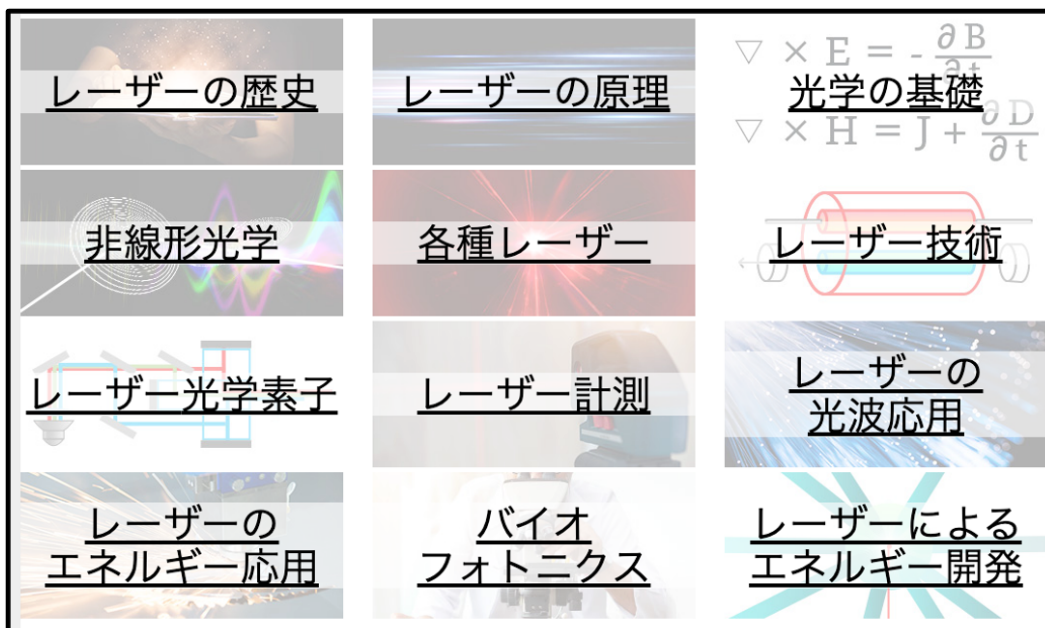 レーザーの歴史
レーザーの原理
光学の基礎
∇ × E = - ∂B/∂t
∇ × H = J + ∂D/∂t
非線形光学
各種レーザー
レーザー技術
レーザー光学素子
レーザー計測
レーザーの
光波応用
レーザーの
エネルギー応用
バイオ
フォトニクス
レーザーによる
エネルギー開発